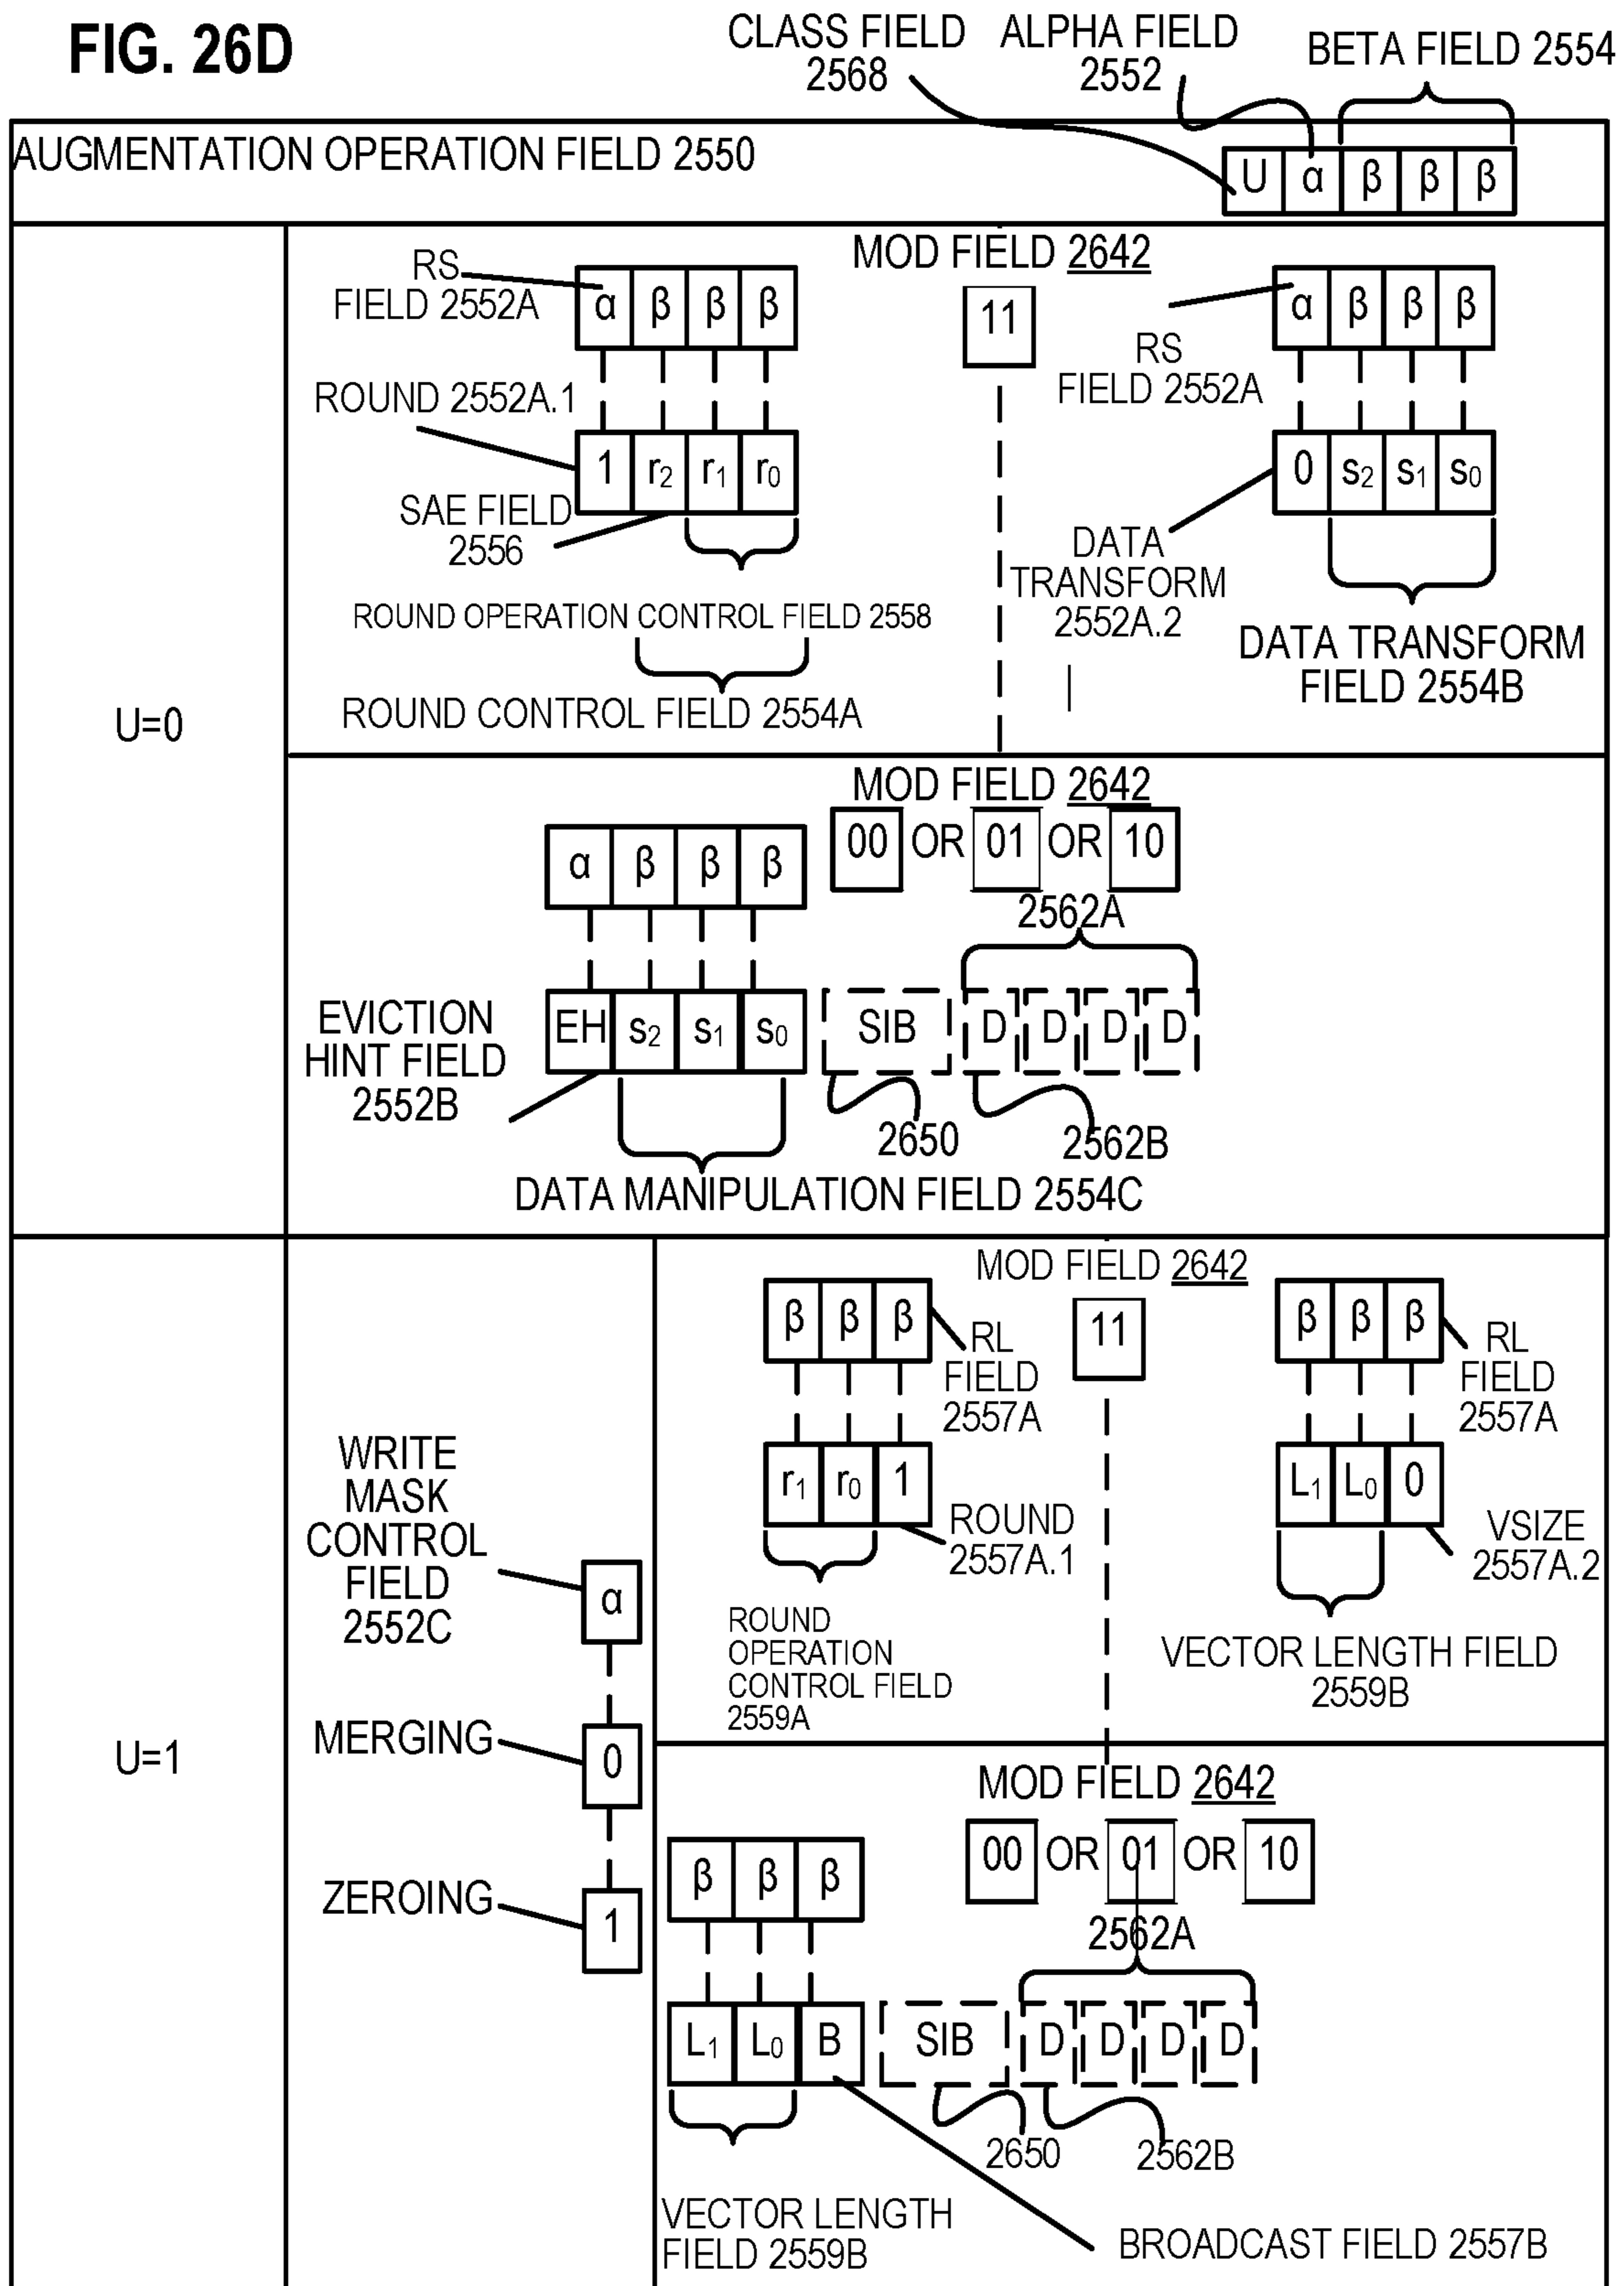 FIG. 26D
CLASS FIELD
2568
ALPHA FIELD
2552
BETA FIELD 2554
AUGMENTATION OPERATION FIELD 2550
U α β β β
U=0
MOD FIELD 2642
11
RS
FIELD 2552A
α β β β
ROUND 2552A.1
1 r2 r1 r0
SAE FIELD
2556
ROUND OPERATION CONTROL FIELD 2558
ROUND CONTROL FIELD 2554A
α β β β
RS
FIELD 2552A
0 s2 s1 s0
DATA
TRANSFORM
2552A.2
DATA TRANSFORM
FIELD 2554B
MOD FIELD 2642
00 OR 01 OR 10
α β β β
2562A
EVICTION
HINT FIELD
2552B
EH s2 s1 s0 SIB D D D D
2650
2562B
DATA MANIPULATION FIELD 2554C
U=1
WRITE
MASK
CONTROL
FIELD
2552C
α
MERGING
0
ZEROING
1
MOD FIELD 2642
11
β β β
RL
FIELD
2557A
r1 r0 1
ROUND
2557A.1
ROUND
OPERATION
CONTROL FIELD
2559A
β β β
RL
FIELD
2557A
L1 L0 0
VSIZE
2557A.2
VECTOR LENGTH FIELD
2559B
MOD FIELD 2642
00 OR 01 OR 10
β β β
2562A
L1 L0 B SIB D D D D
2650
2562B
VECTOR LENGTH
FIELD 2559B
BROADCAST FIELD 2557B